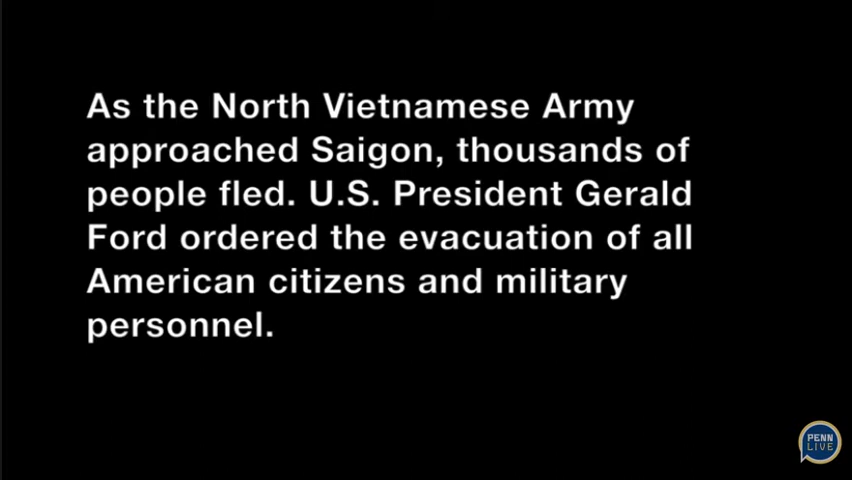 As the North Vietnamese Army
approached Saigon, thousands of
people fled. U.S. President Gerald
Ford ordered the evacuation of all
American citizens and military
personnel.
PENN
LIVE